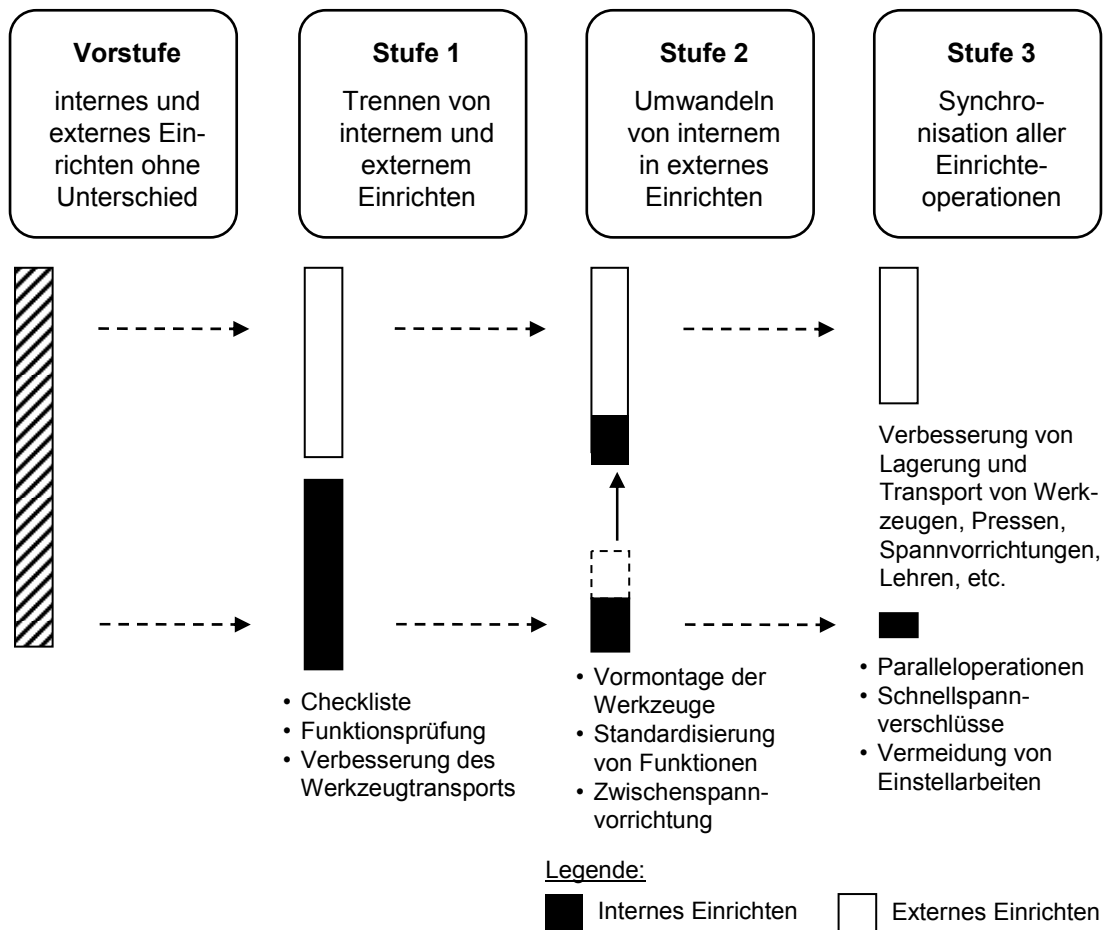 Vorstufe
internes und
externes Ein-
richten ohne
Unterschied
Stufe 1
Trennen von
internem und
externem
Einrichten
Stufe 2
Umwandeln
von internem
in externes
Einrichten
Stufe 3
Synchro-
nisation aller
Einrichte-
operationen
• Checkliste
• Funktionsprüfung
• Verbesserung des
Werkzeugtransports
• Vormontage der
Werkzeuge
• Standardisierung
von Funktionen
• Zwischenspann-
vorrichtung
Verbesserung von
Lagerung und
Transport von Werk-
zeugen, Pressen,
Spannvorrichtungen,
Lehren, etc.
• Paralleloperationen
• Schnellspann-
verschlüsse
• Vermeidung von
Einstellarbeiten
Legende:
Internes Einrichten
Externes Einrichten